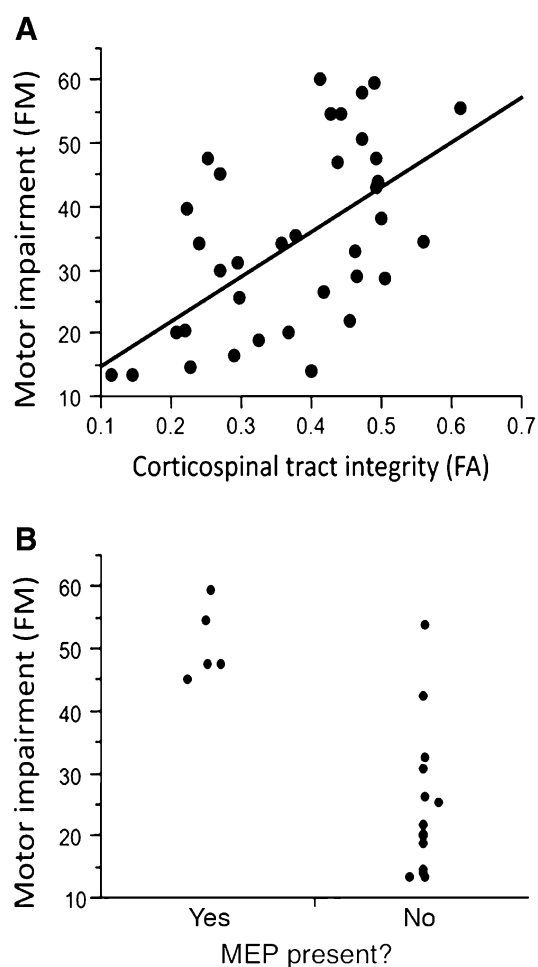 A
Motor impairment (FM)
60
50
40
30
20
10
0.1 0.2 0.3 0.4 0.5 0.6 0.7
Corticospinal tract integrity (FA)
B
Motor impairment (FM)
60
50
40
30
20
10
Yes No
MEP present?